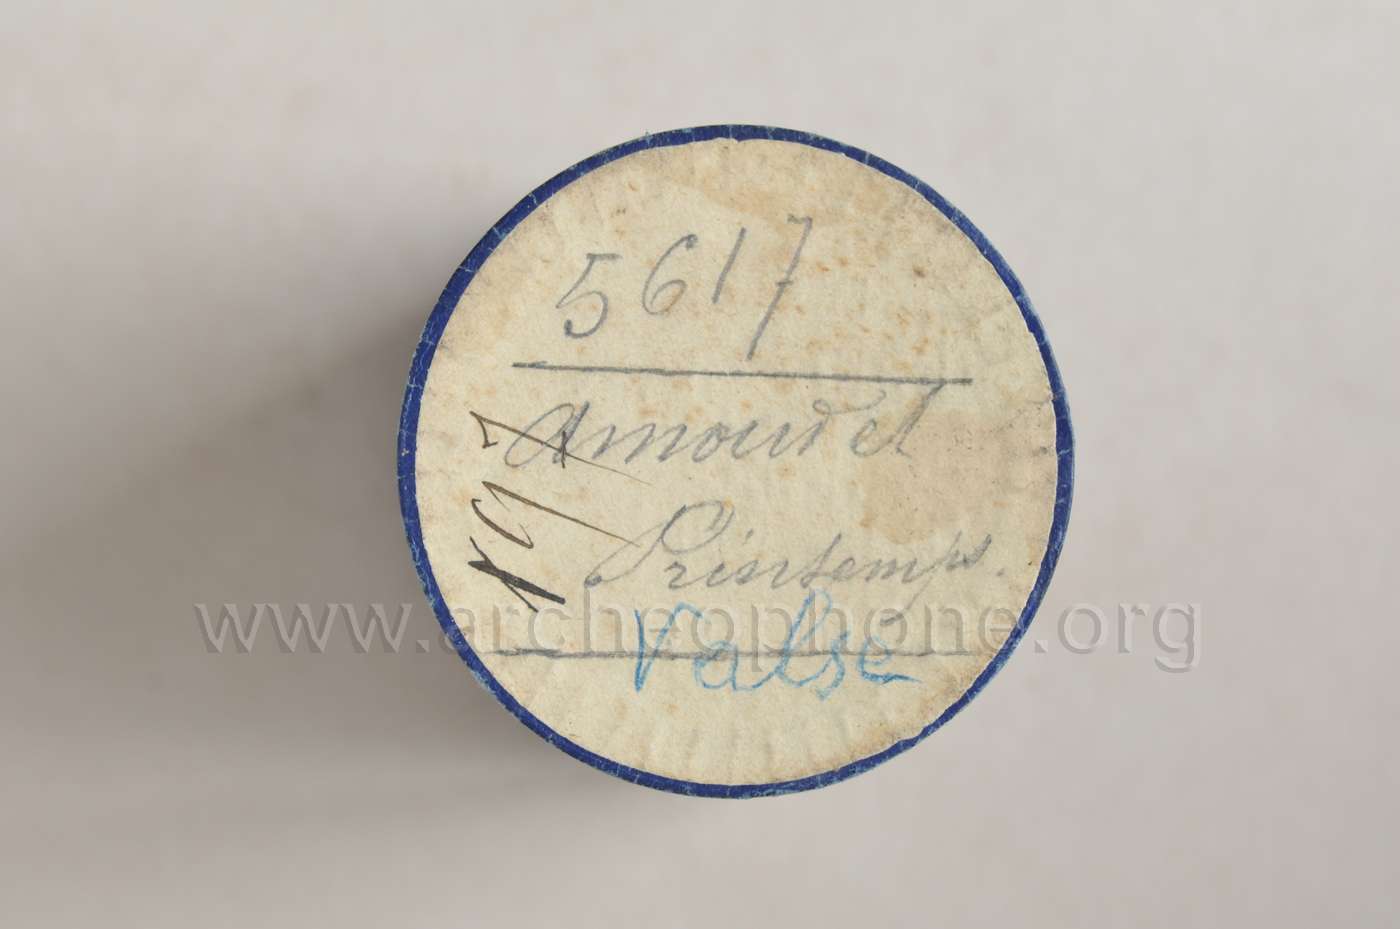 5617
Amour et
Printemps.
Valse
www.archeophone.org